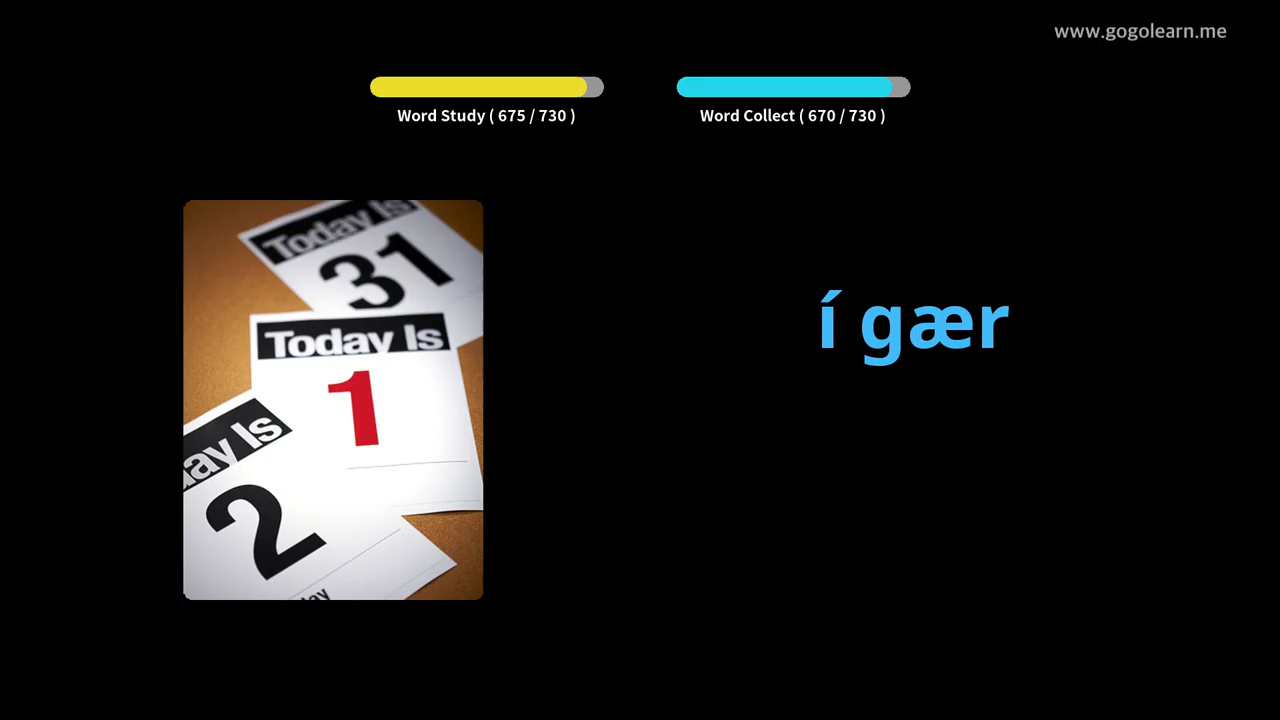 www.gogolearn.me
Word Study ( 675 / 730 )
Word Collect ( 670 / 730 )
Today Is
31
Today Is
1
ay Is
2
day
í gær